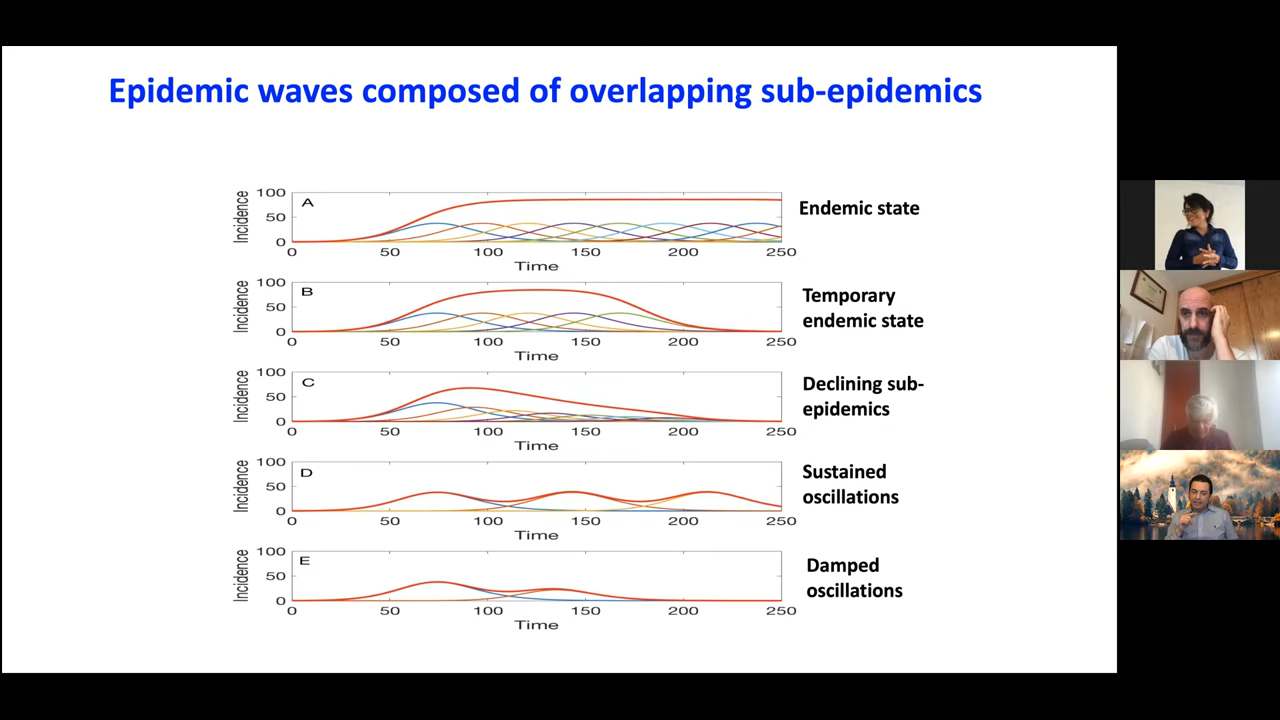 Epidemic waves composed of overlapping sub-epidemics
A
Incidence
100
50
0
0 50 100 150 200 250
Time
Endemic state
B
Incidence
100
50
0
0 50 100 150 200 250
Time
Temporary
endemic state
C
Incidence
100
50
0
0 50 100 150 200 250
Time
Declining sub-
epidemics
D
Incidence
100
50
0
0 50 100 150 200 250
Time
Sustained
oscillations
E
Incidence
100
50
0
0 50 100 150 200 250
Time
Damped
oscillations